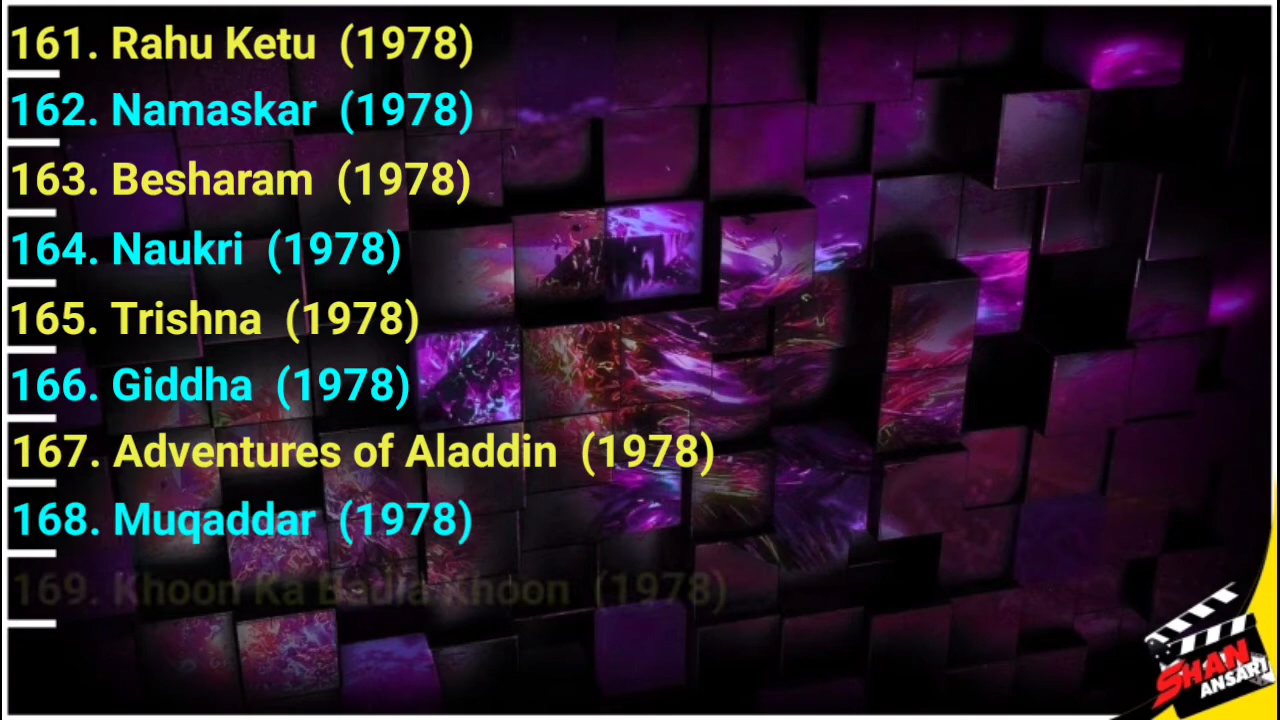 161. Rahu Ketu (1978)
162. Namaskar (1978)
163. Besharam (1978)
164. Naukri (1978)
165. Trishna (1978)
166. Giddha (1978)
167. Adventures of Aladdin (1978)
168. Muqaddar (1978)
169. Khoon Ka Badla Khoon (1978)
SHAN
ANSARI